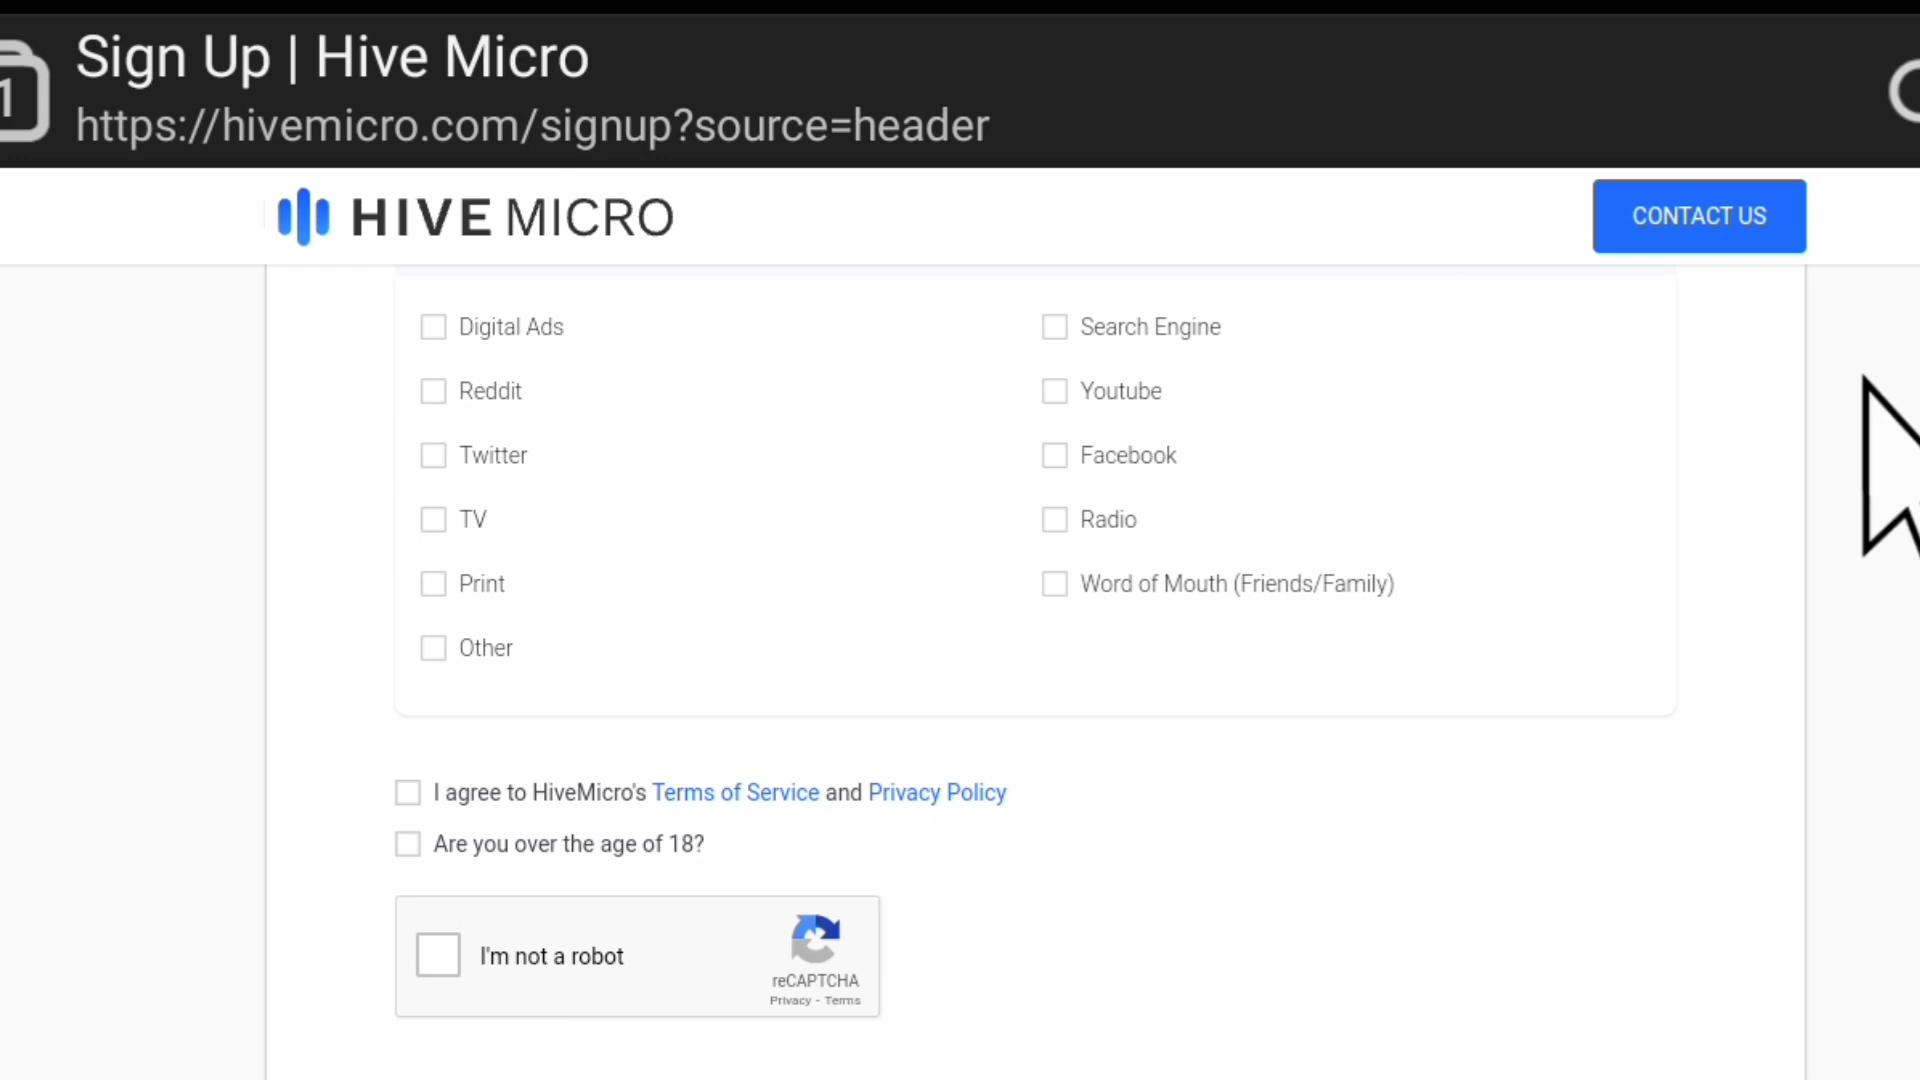 1
Sign Up | Hive Micro
https://hivemicro.com/signup?source=header
HIVE MICRO
CONTACT US
Digital Ads
Search Engine
Reddit
Youtube
Twitter
Facebook
TV
Radio
Print
Word of Mouth (Friends/Family)
Other
I agree to HiveMicro's Terms of Service and Privacy Policy
Are you over the age of 18?
I'm not a robot
reCAPTCHA
Privacy - Terms